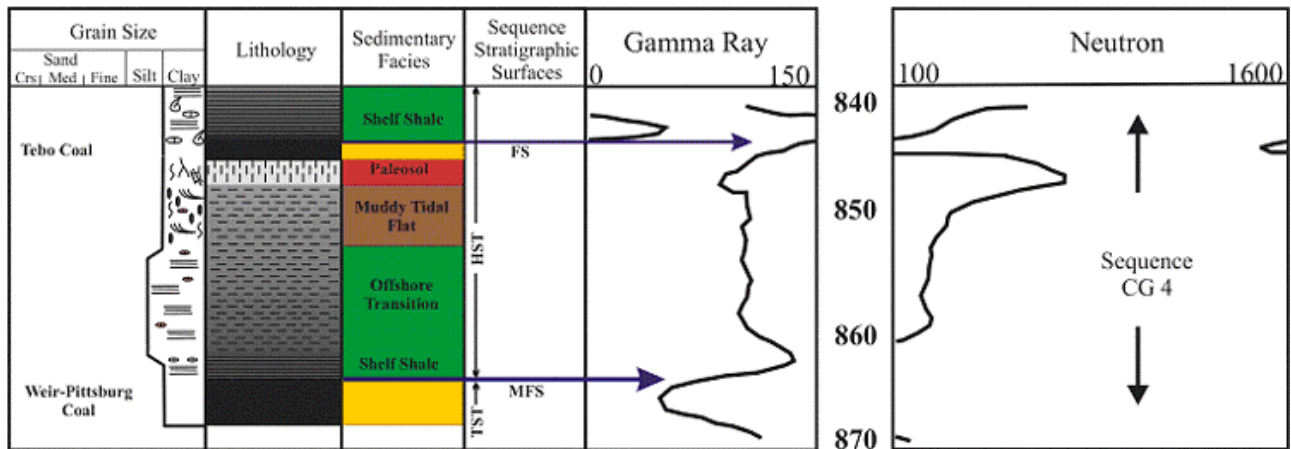 Grain Size
Sand
Crs Med Fine
Silt
Clay
Lithology
Sedimentary
Facies
Sequence
Stratigraphic
Surfaces
Gamma Ray
0 150
Neutron
100 1600
Tebo Coal
Weir-Pittsburg
Coal
Shelf Shale
Paleosol
Muddy Tidal
Flat
Offshore
Transition
Shelf Shale
FS
HST
MFS
TST
840
850
860
870
Sequence
CG 4